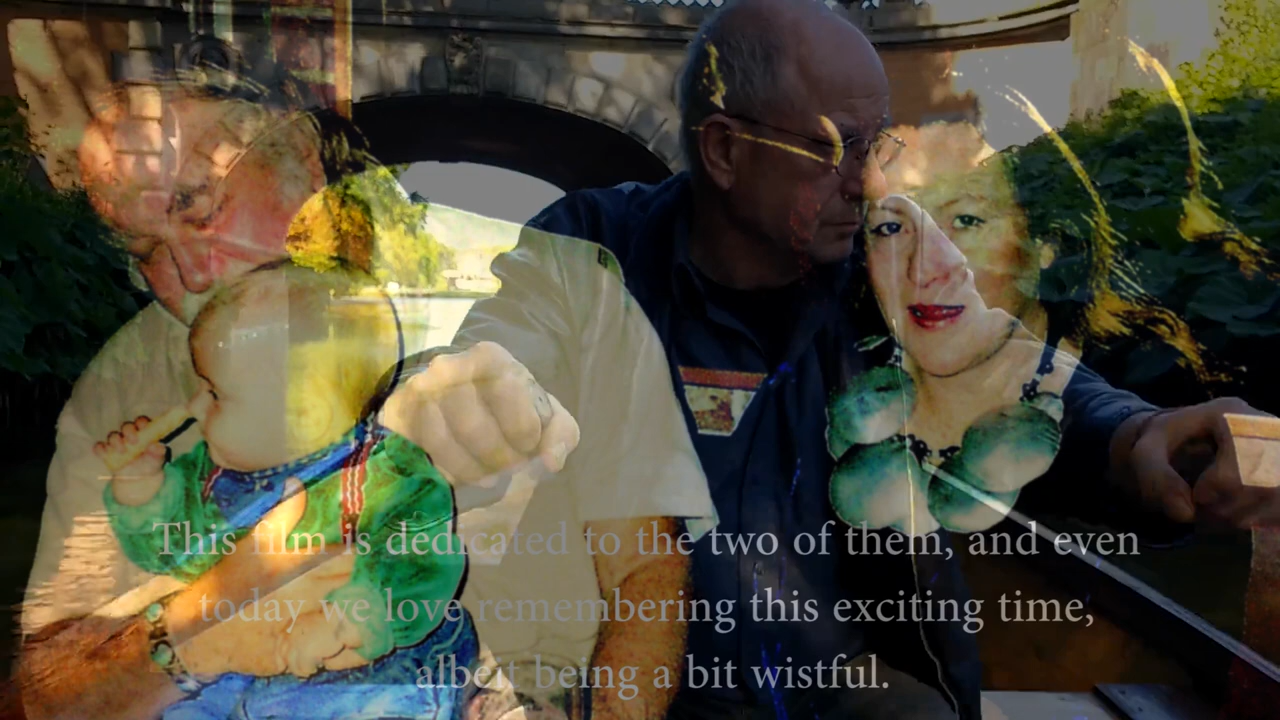 This film is dedicated to the two of them, and even
today we love remembering this exciting time,
albeit being a bit wistful.